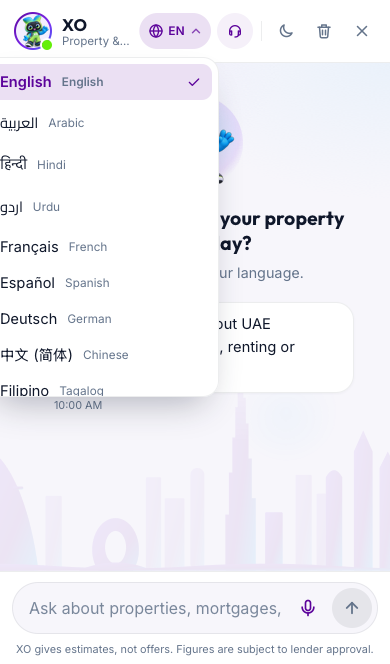 XO
Property &...
EN
English English
العربية Arabic
हिन्दी Hindi
اردو Urdu
Français French
Español Spanish
Deutsch German
中文 (简体) Chinese
Filipino Tagalog
your property
ay?
ur language.
out UAE
, renting or
10:00 AM
Ask about properties, mortgages,
XO gives estimates, not offers. Figures are subject to lender approval.